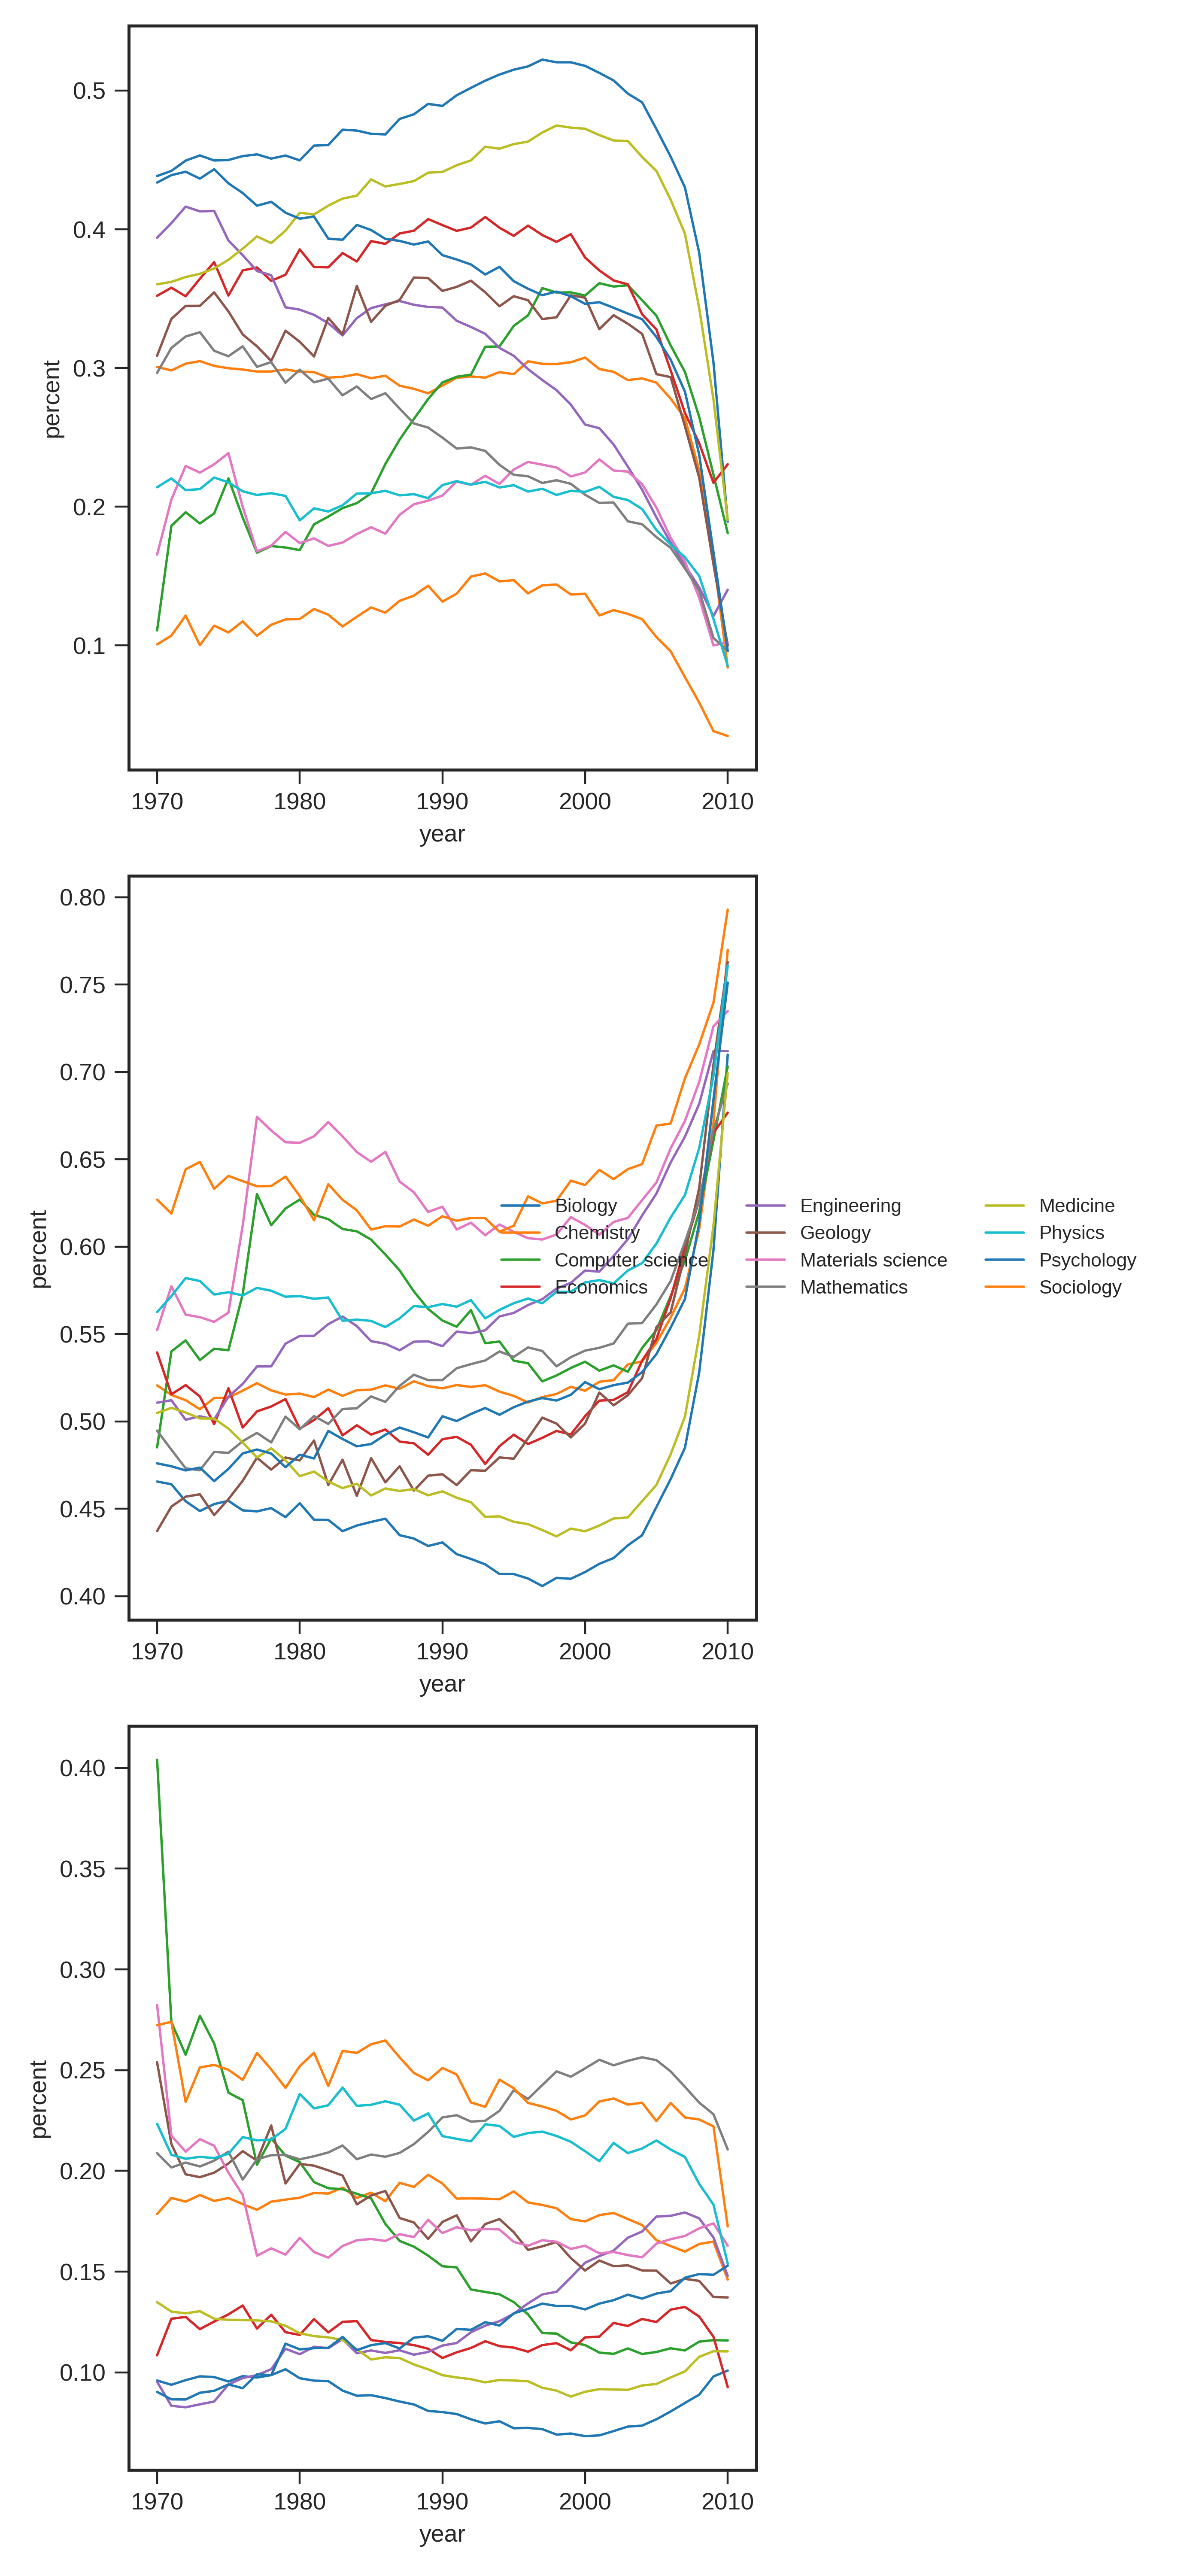 0.5
0.4
0.3
0.2
0.1
percent
1970 1980 1990 2000 2010
year
0.80
0.75
0.70
0.65
0.60
0.55
0.50
0.45
0.40
percent
Biology Engineering Medicine
Chemistry Geology Physics
Computer science Materials science Psychology
Economics Mathematics Sociology
1970 1980 1990 2000 2010
year
0.40
0.35
0.30
0.25
0.20
0.15
0.10
percent
1970 1980 1990 2000 2010
year